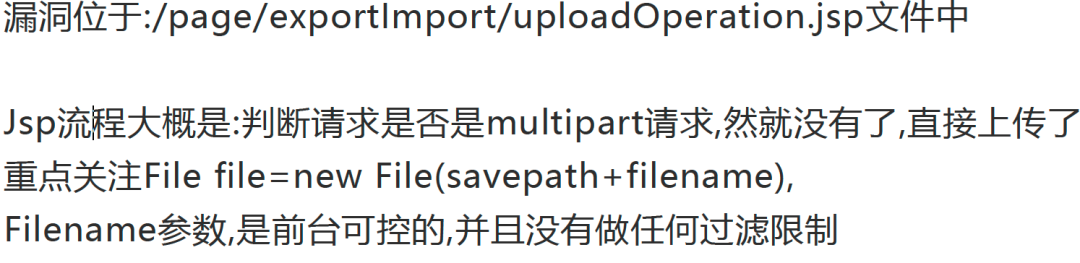 漏洞位于:/page/exportImport/uploadOperation.jsp文件中
Jsp流程大概是:判断请求是否是multipart请求,然就没有了,直接上传了
重点关注File file=new File(savepath+filename),
Filename参数,是前台可控的,并且没有做任何过滤限制